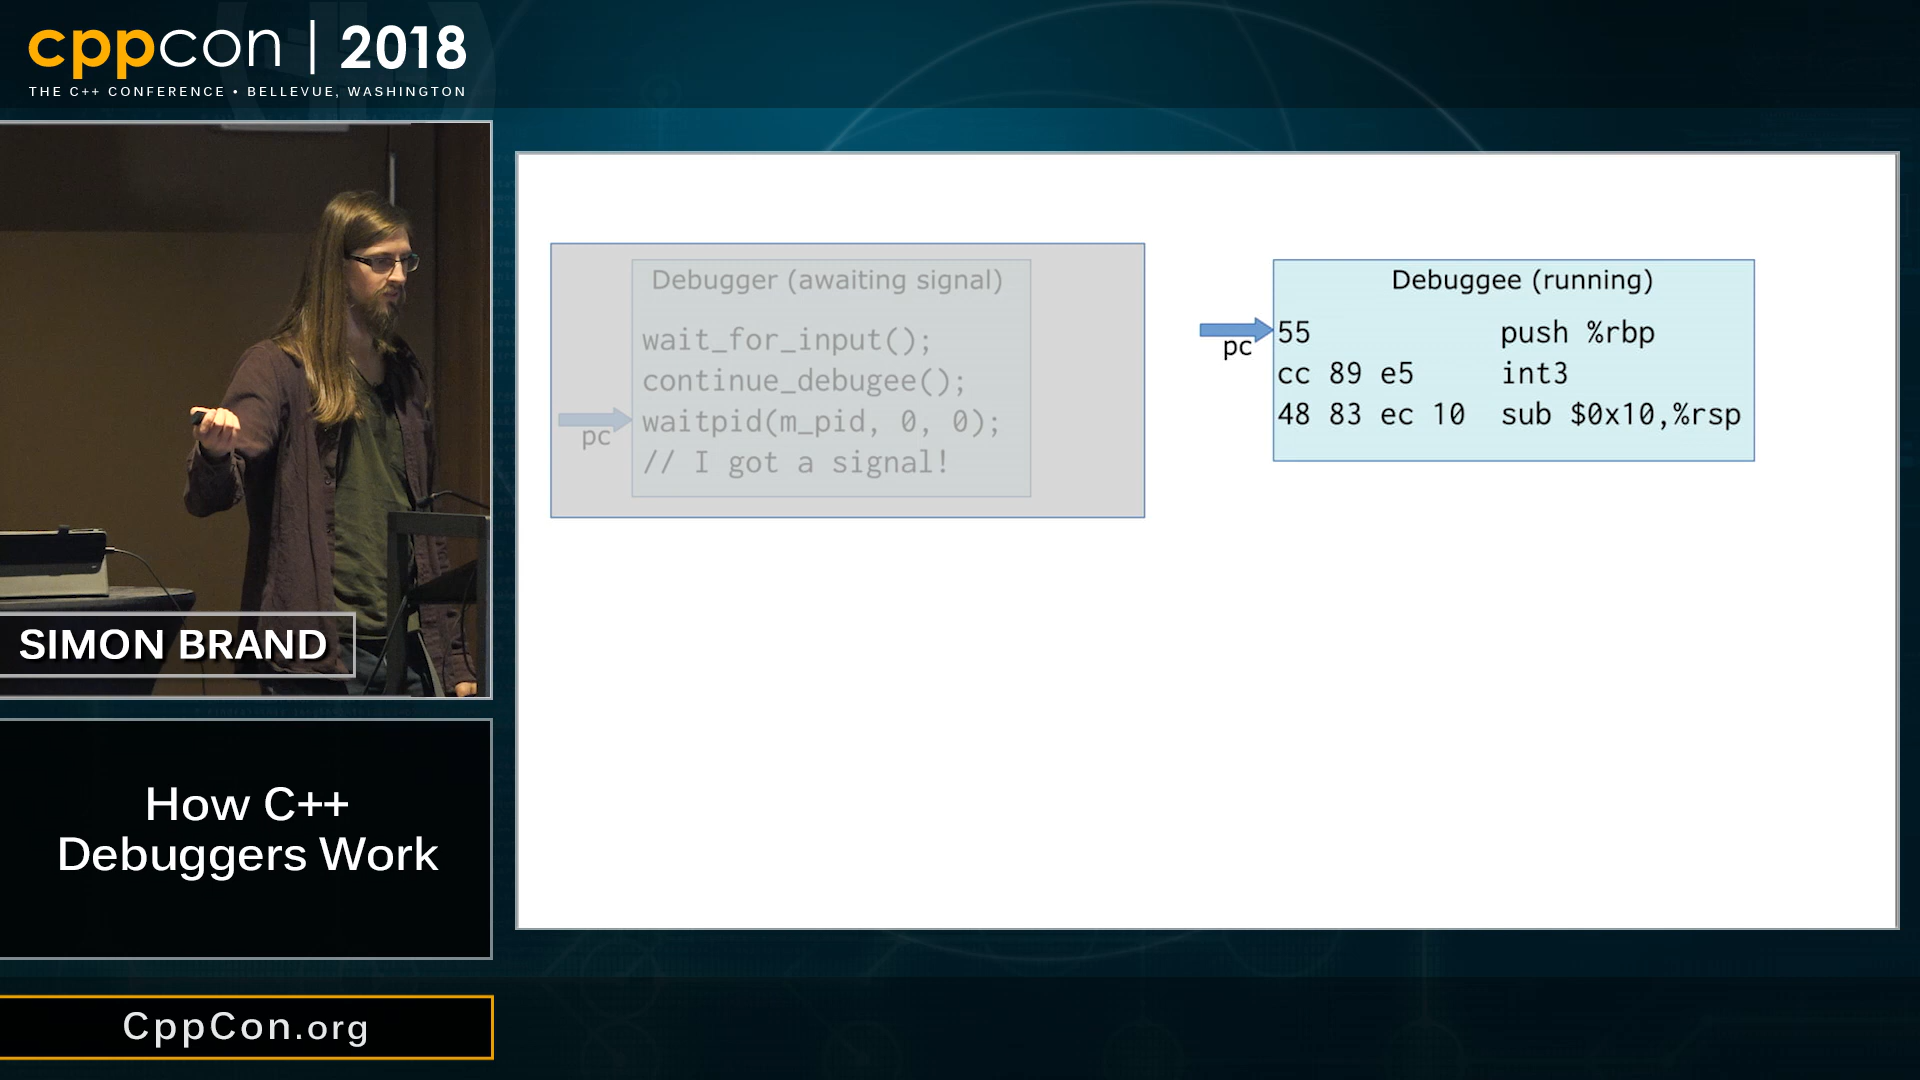 cppcon | 2018
THE C++ CONFERENCE • BELLEVUE, WASHINGTON
SIMON BRAND
How C++
Debuggers Work
CppCon.org
Debugger (awaiting signal)
wait_for_input();
continue_debugee();
waitpid(m_pid, 0, 0);
pc
// I got a signal!
Debuggee (running)
55 push %rbp
pc
cc 89 e5 int3
48 83 ec 10 sub $0x10,%rsp